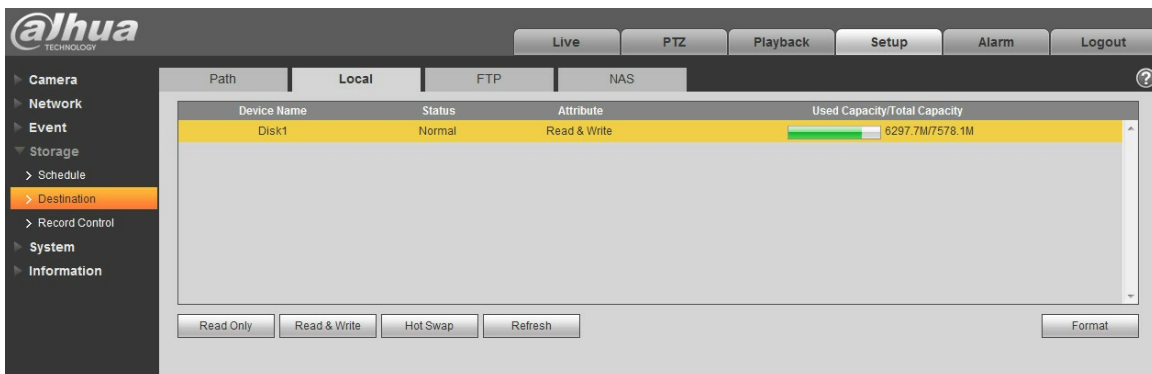 alhua
TECHNOLOGY
Live PTZ Playback Setup Alarm Logout
Camera
Network
Event
Storage
Schedule
Destination
Record Control
System
Information
Path Local FTP NAS ?
Device Name Status Attribute Used Capacity/Total Capacity
Disk1 Normal Read & Write 6297.7M/7578.1M
Read Only Read & Write Hot Swap Refresh Format